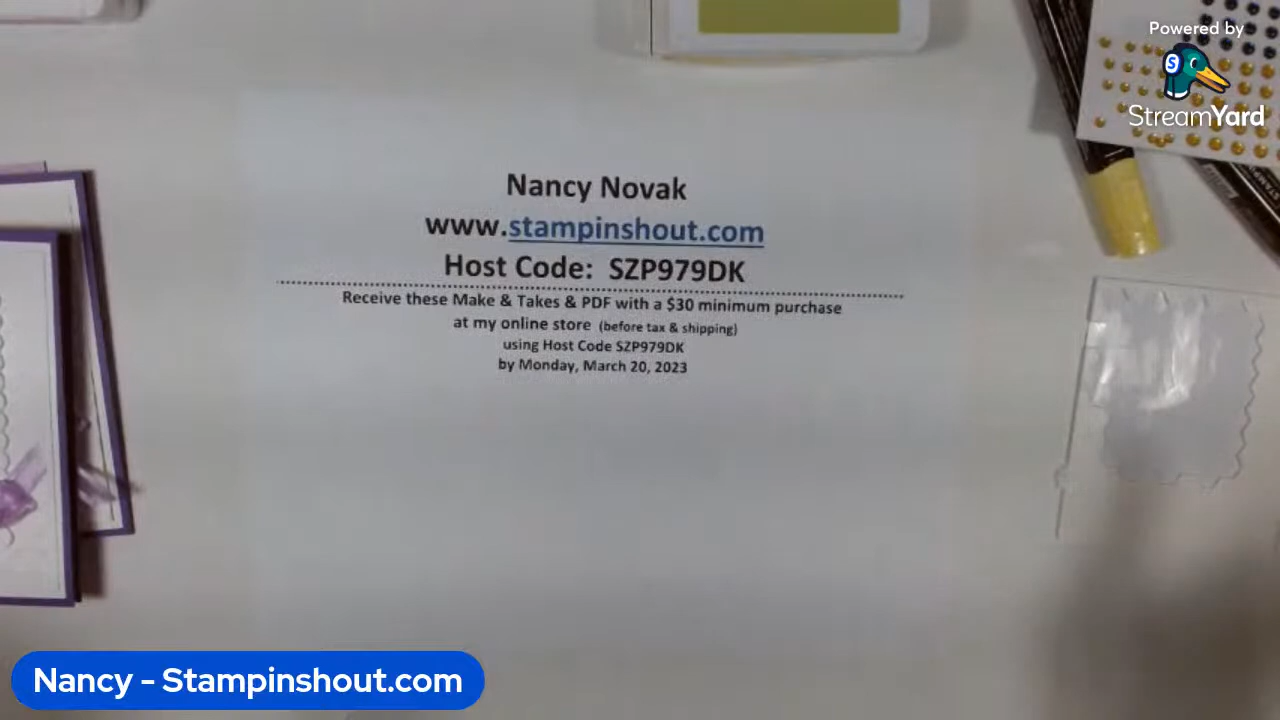 Powered by
StreamYard
Nancy Novak
www.stampinshout.com
Host Code:  SZP979DK
Receive these Make & Takes & PDF with a $30 minimum purchase
at my online store (before tax & shipping)
using Host Code SZP979DK
by Monday, March 20, 2023
Nancy - Stampinshout.com